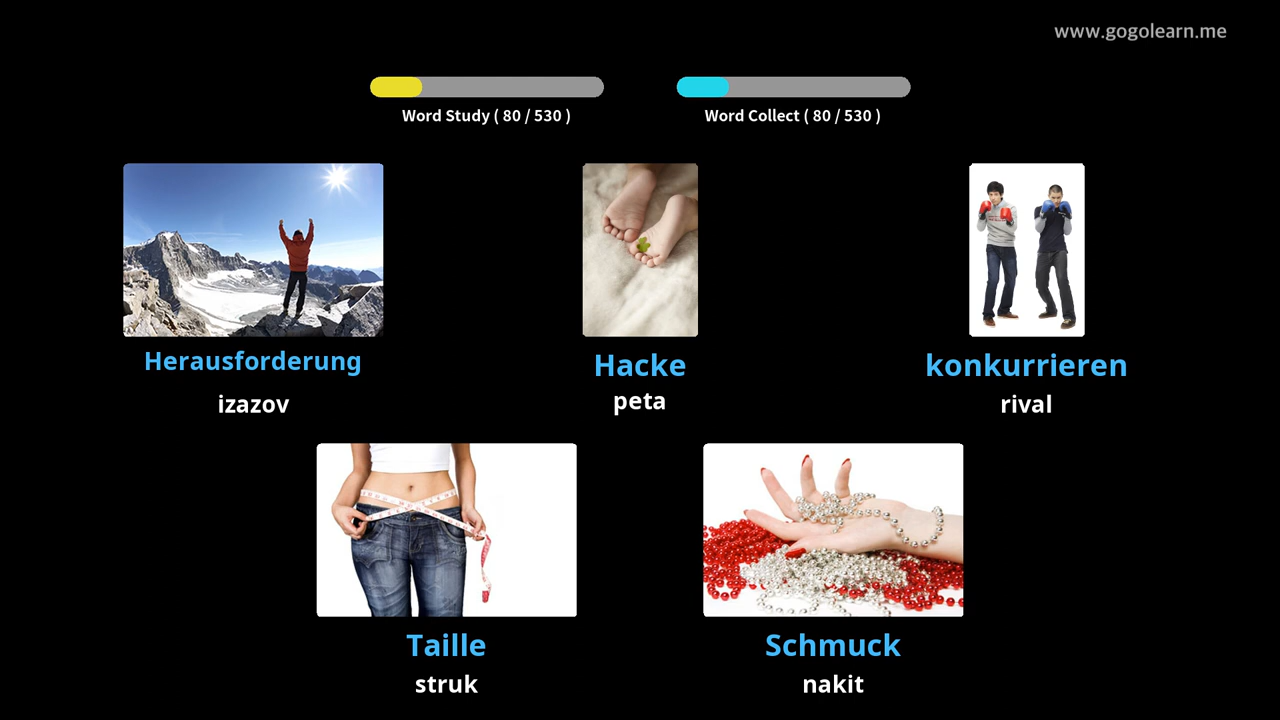 www.gogolearn.me
Word Study ( 80 / 530 )
Word Collect ( 80 / 530 )
Herausforderung
izazov
Hacke
peta
konkurrieren
rival
Taille
struk
Schmuck
nakit